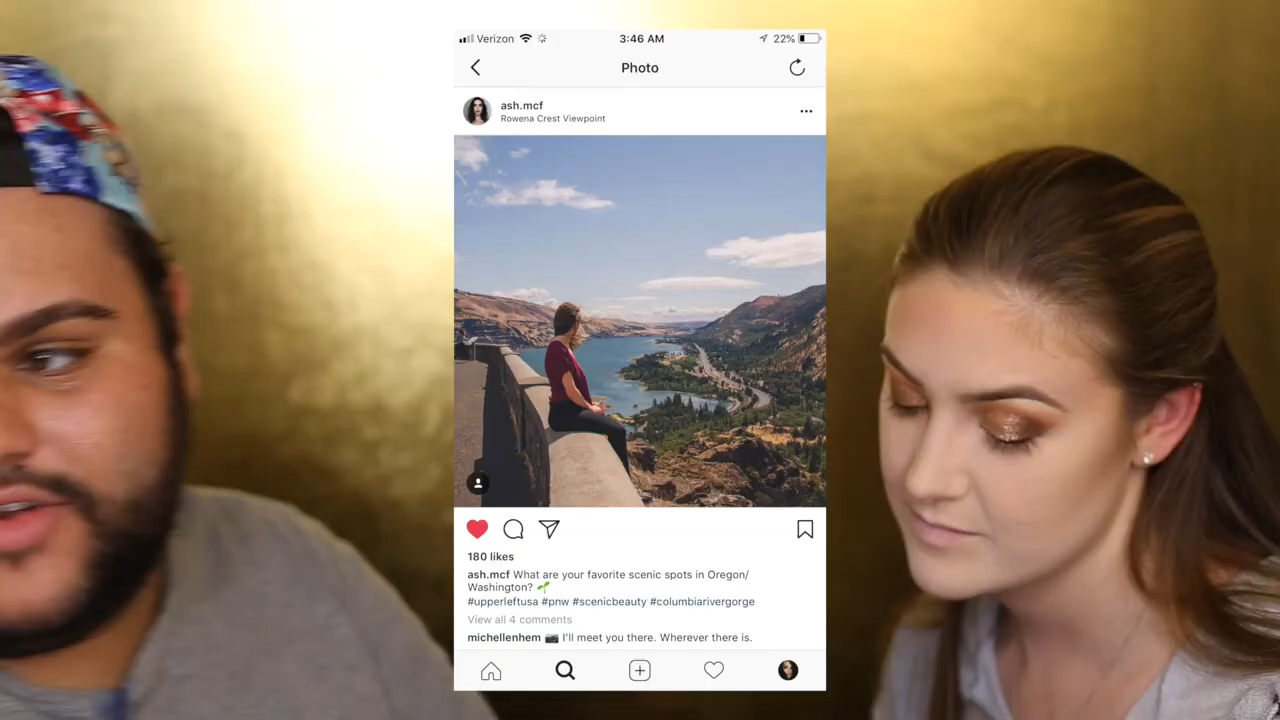 Verizon 3:46 AM 22%
Photo
ash.mcf
Rowena Crest Viewpoint
180 likes
ash.mcf What are your favorite scenic spots in Oregon/
Washington? 🌱
#upperleftusa #pnw #scenicbeauty #columbiarivergorge
View all 4 comments
michellenhem 📷 I'll meet you there. Wherever there is.